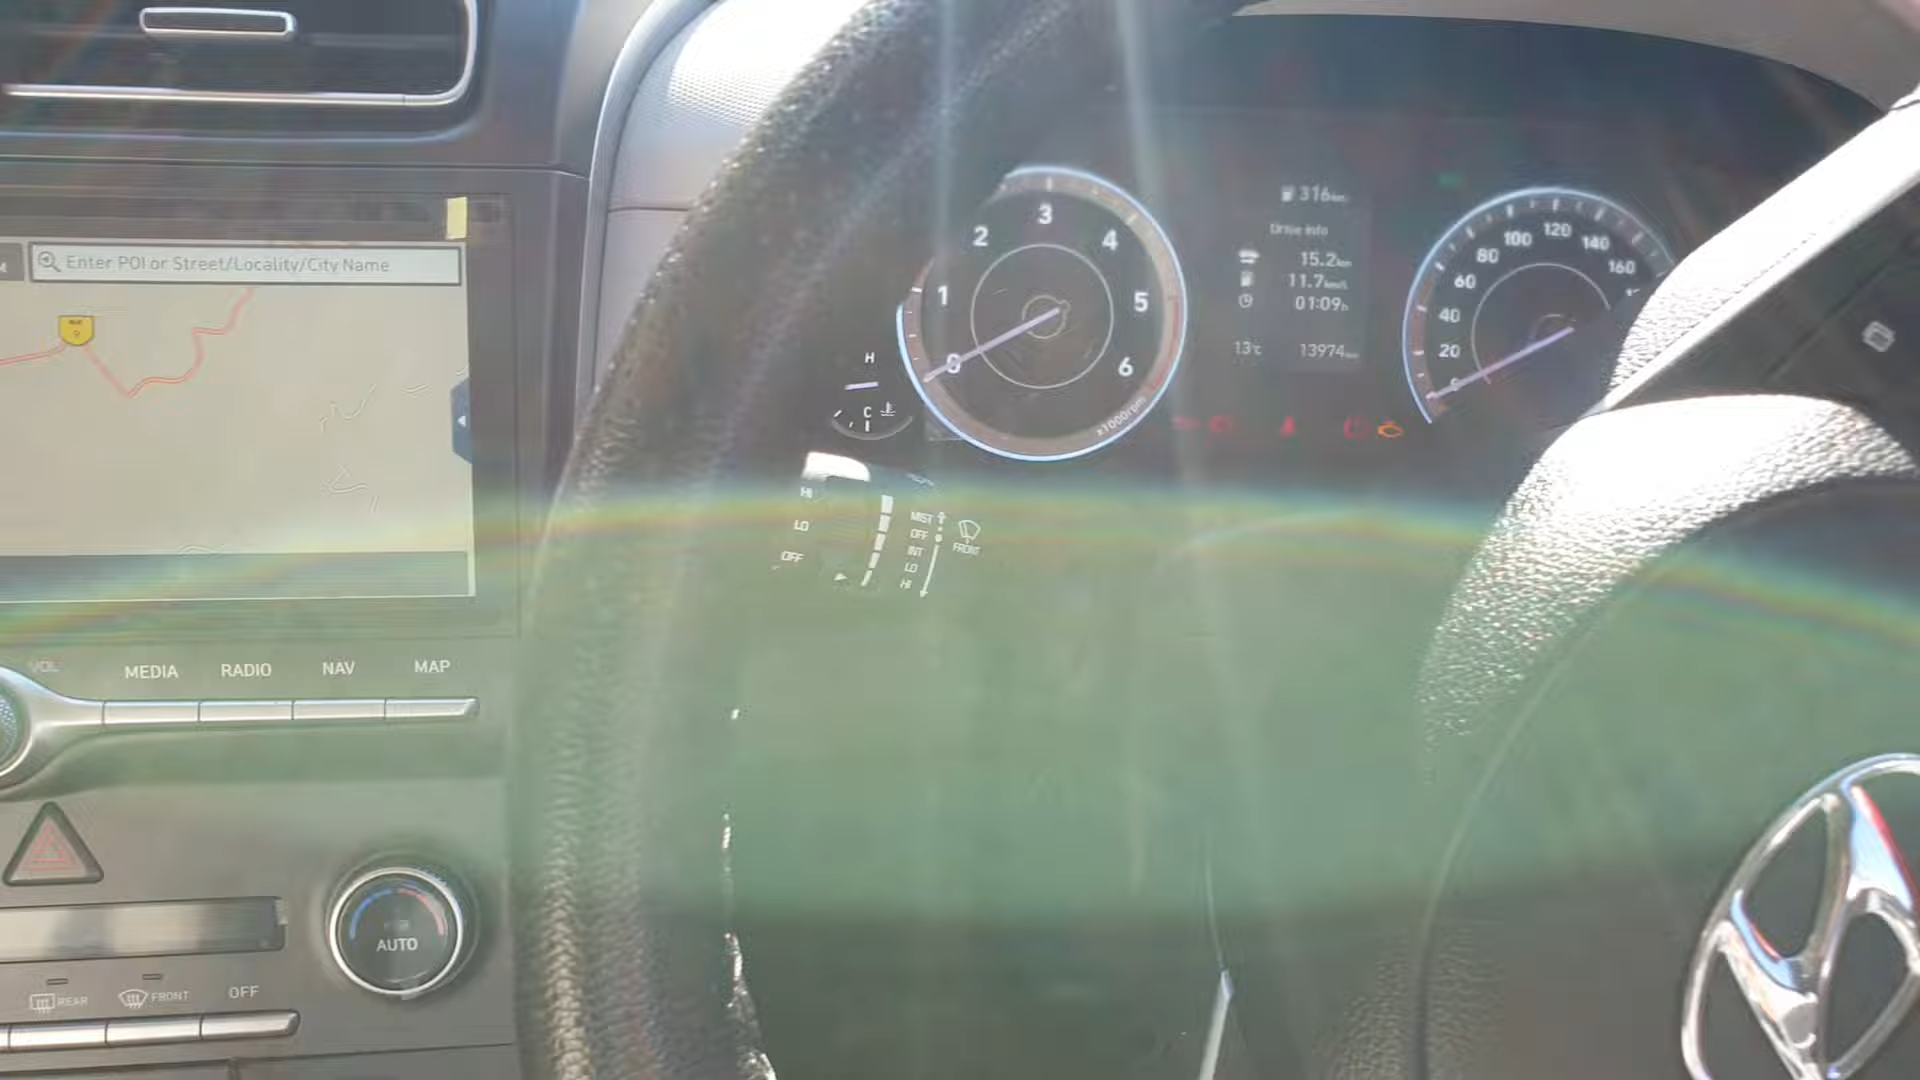 Enter POI or Street/Locality/City Name
VOL
MEDIA
RADIO
NAV
MAP
AUTO
REAR
FRONT
OFF
H
C
0
1
2
3
4
5
6
x1000rpm
316km
Drive info
15.2km
11.7km/L
01:09h
13°C
13974km
20
40
60
80
100
120
140
160
HI
LO
OFF
MIST
OFF
INT
LO
HI
FRONT